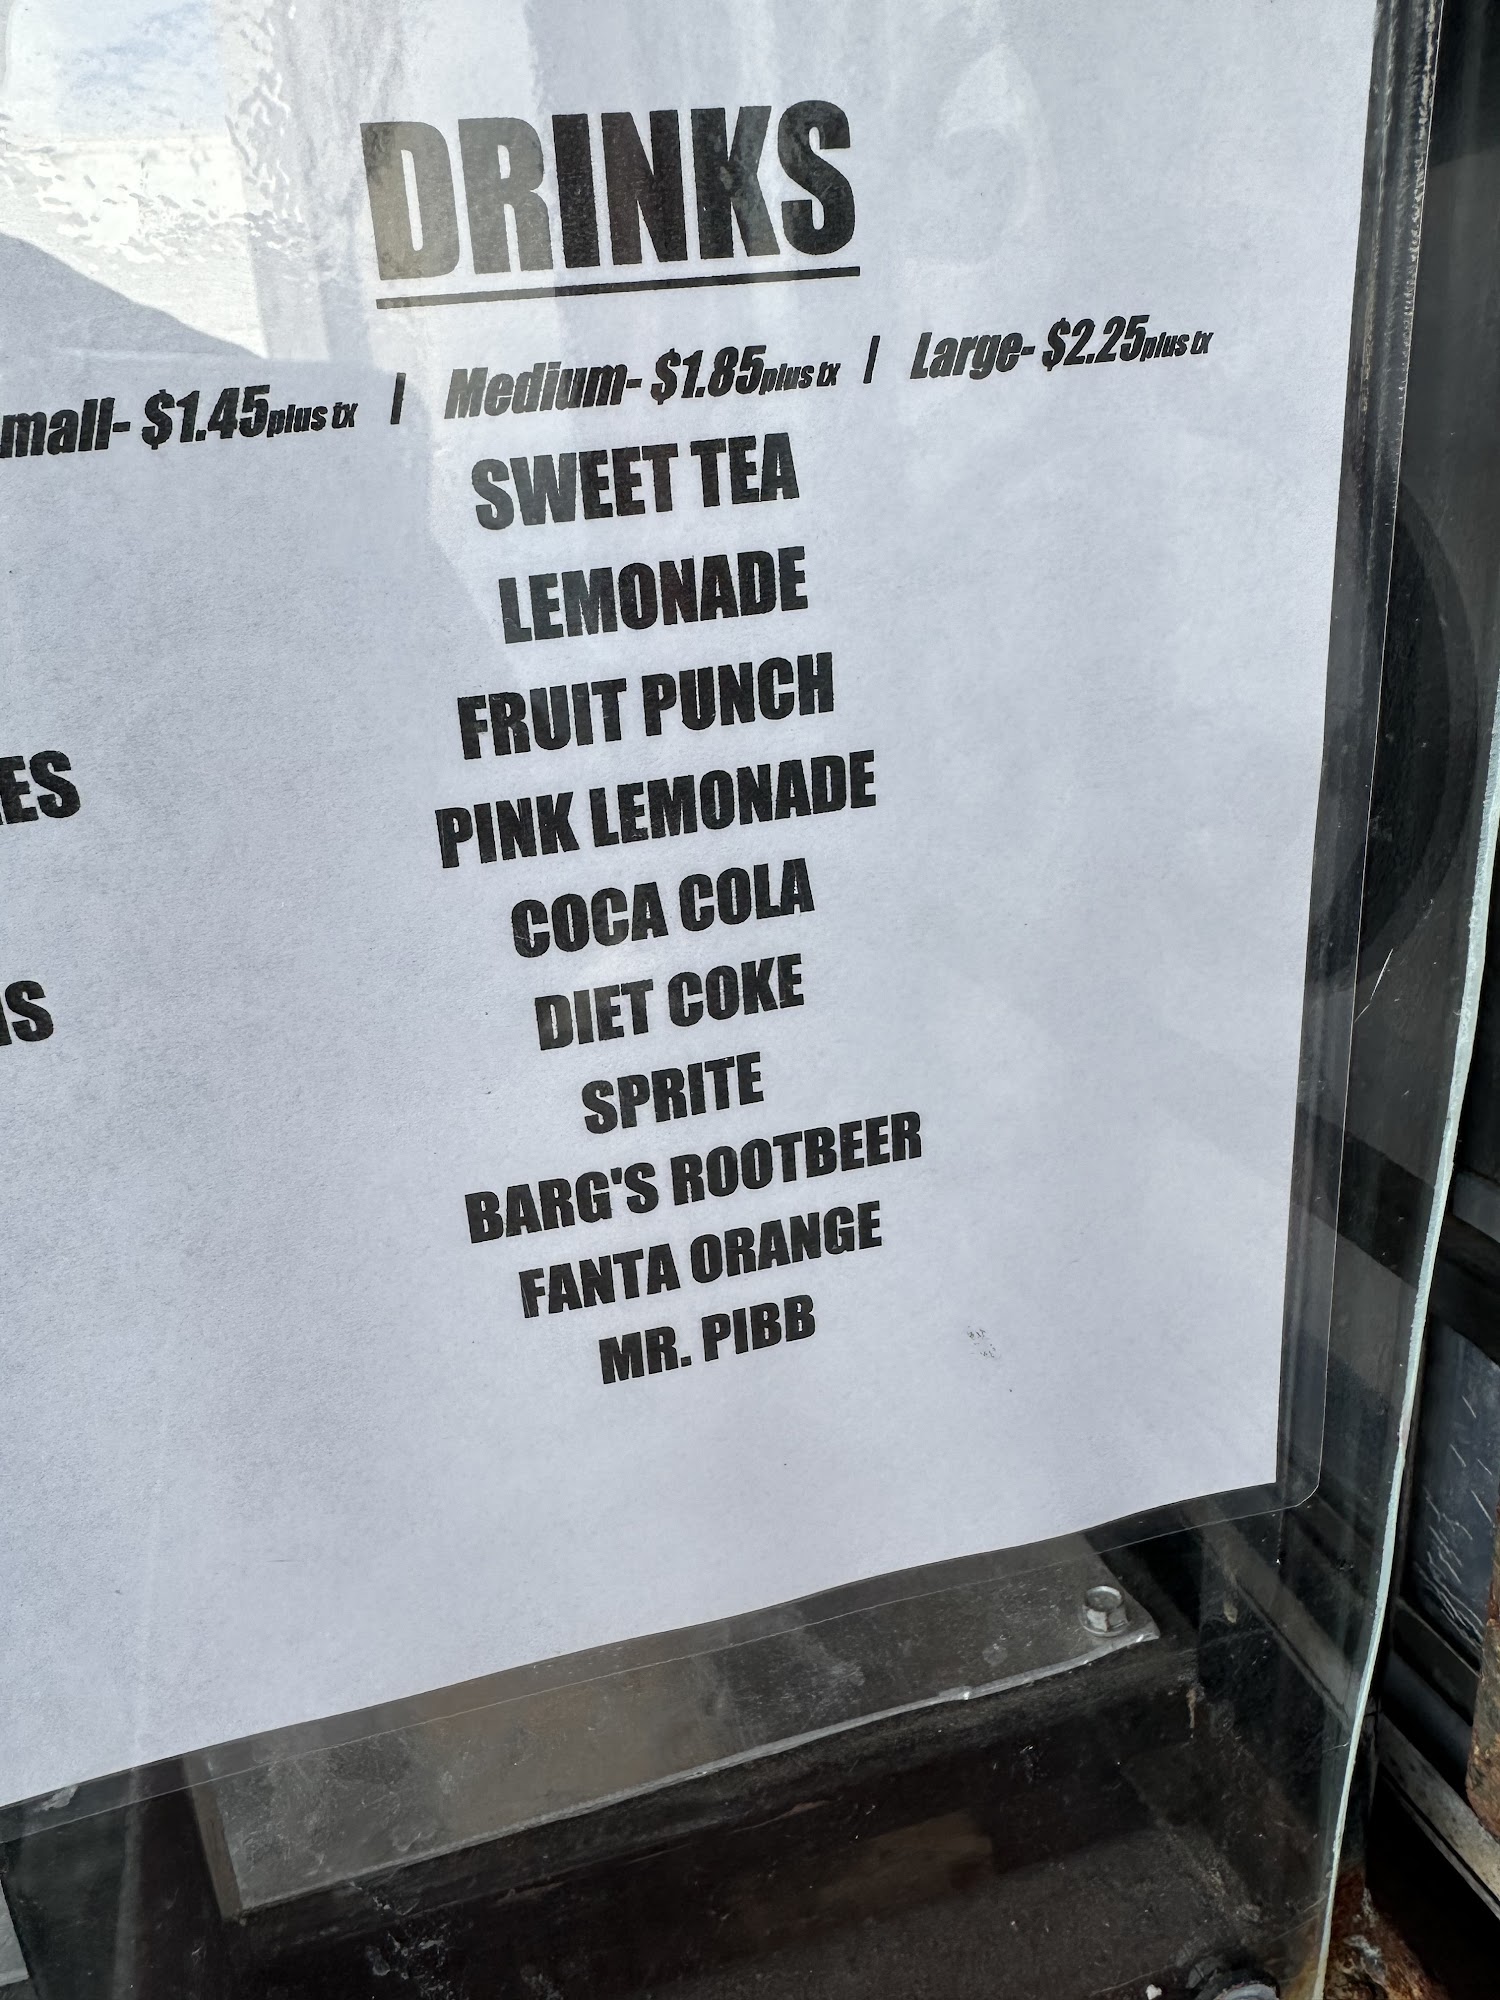 DRINKS
mall- $1.45plus tx | Medium- $1.85plus tx | Large- $2.25plus tx
SWEET TEA
LEMONADE
FRUIT PUNCH
ES
PINK LEMONADE
COCA COLA
DIET COKE
S
SPRITE
BARG'S ROOTBEER
FANTA ORANGE
MR. PIBB